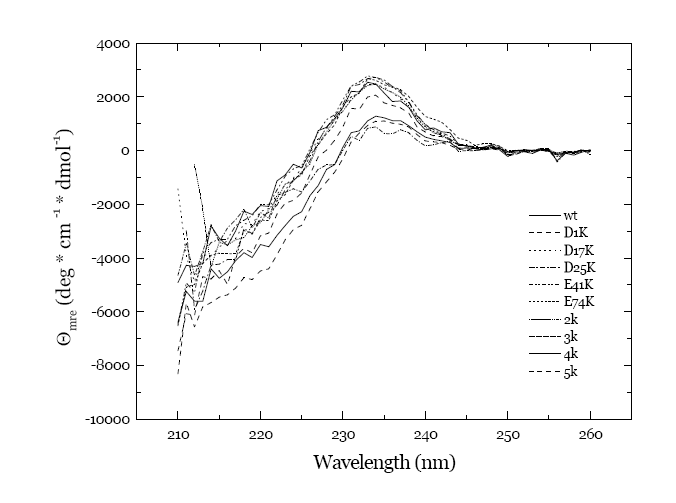 4000
2000
0
-2000
-4000
-6000
-8000
-10000
Θmre (deg * cm -1 * dmol-1)
210 220 230 240 250 260
Wavelength (nm)
wt
D1K
D17K
D25K
E41K
E74K
2k
3k
4k
5k